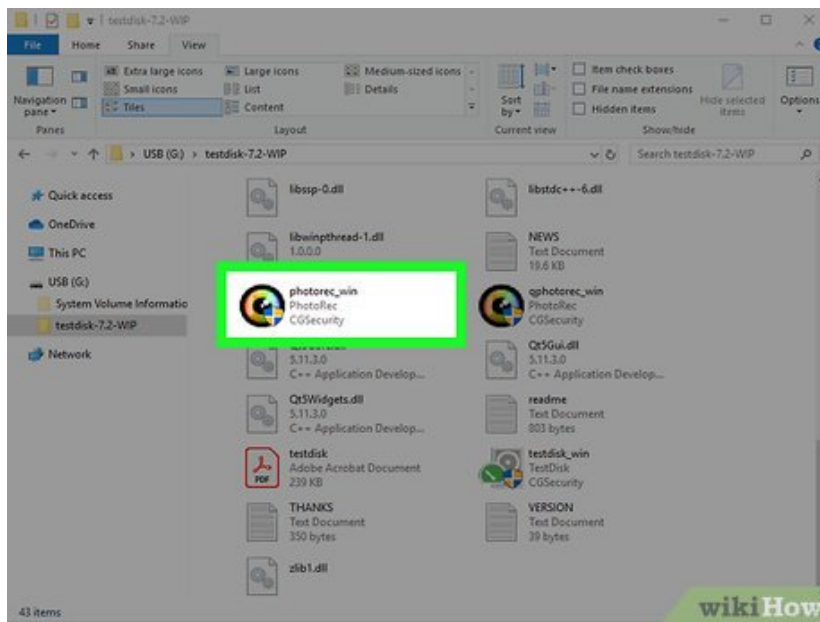 testdisk-7.2-WIP
File Home Share View
Navigation pane
Extra large icons Large icons Medium-sized icons
Small icons List Details
Tiles Content
Sort by
Item check boxes
File name extensions
Hidden items
Hide selected items
Options
Panes Layout Current view Show/hide
USB (G:) > testdisk-7.2-WIP
Search testdisk-7.2-WIP
Quick access
OneDrive
This PC
USB (G:)
System Volume Informatio
testdisk-7.2-WIP
Network
libssp-0.dll
libstdc++-6.dll
libwinpthread-1.dll
1.0.0.0
NEWS
Text Document
19.6 KB
photorec_win
PhotoRec
CGSecurity
qphotorec_win
PhotoRec
CGSecurity
5.11.3.0
C++ Application Develop...
Qt5Gui.dll
5.11.3.0
C++ Application Develop...
Qt5Widgets.dll
5.11.3.0
C++ Application Develop...
readme
Text Document
803 bytes
testdisk
Adobe Acrobat Document
239 KB
PDF
testdisk_win
TestDisk
CGSecurity
THANKS
Text Document
350 bytes
VERSION
Text Document
39 bytes
zlib1.dll
43 items
wikiHow